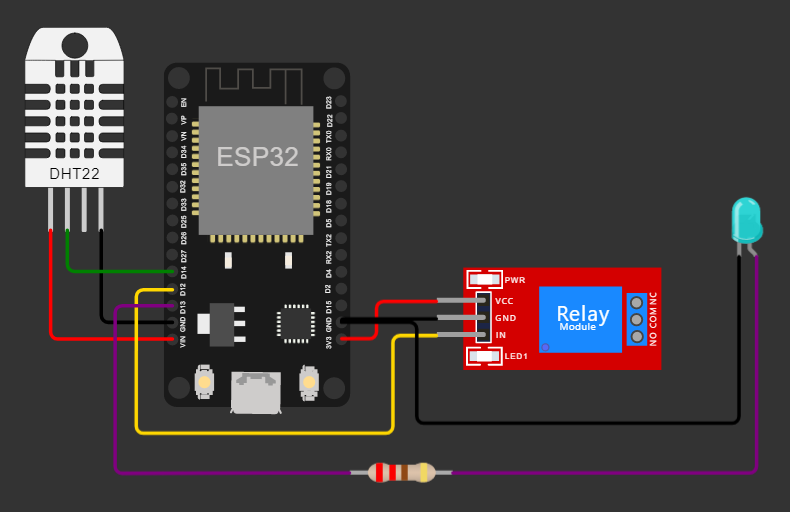 DHT22
ESP32
EN
VP
VN
D34
D35
D32
D33
D25
D26
D27
D14
D12
D13
GND
VIN
D23
D22
TX0
RX0
D21
D19
D18
D5
TX2
RX2
D4
D2
D15
GND
3V3
PWR
VCC
GND
IN
LED1
Relay
Module
NO COM NC